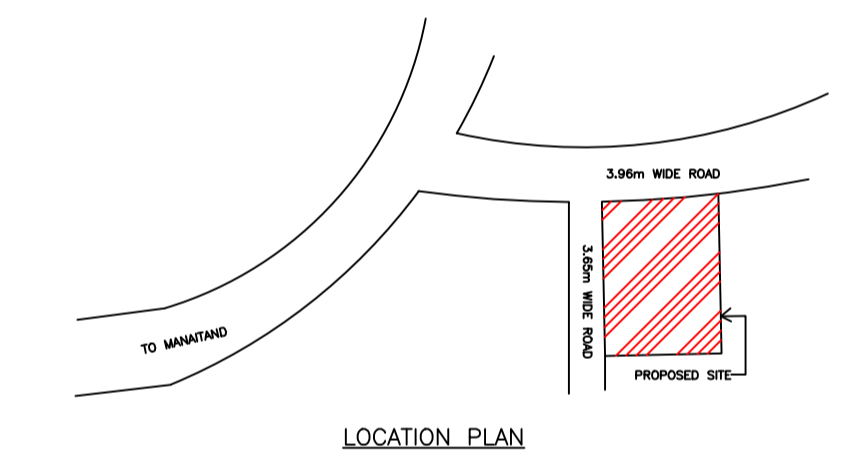 3.96m WIDE ROAD
3.65m WIDE ROAD
TO MANAITAND
PROPOSED SITE
LOCATION PLAN